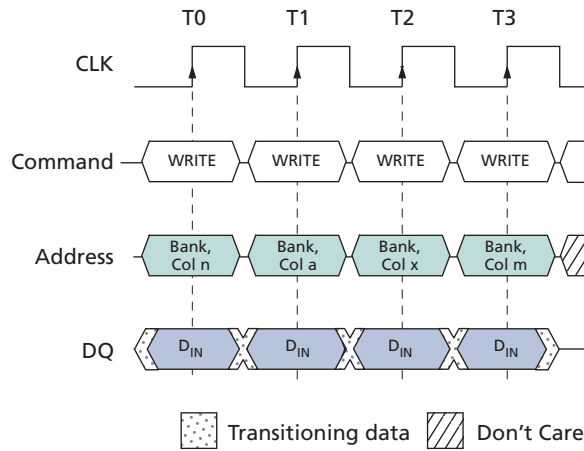 T0 T1 T2 T3
CLK
Command WRITE WRITE WRITE WRITE
Address Bank, Col n Bank, Col a Bank, Col x Bank, Col m
DQ DIN DIN DIN DIN
Transitioning data Don't Care